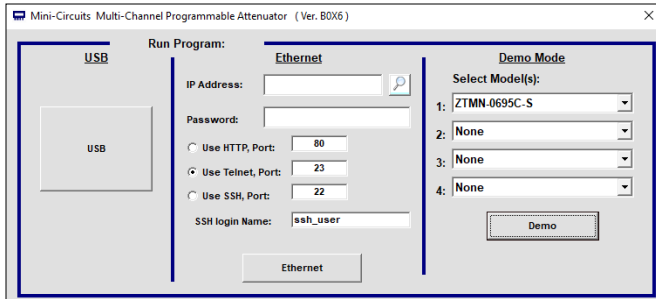 Mini-Circuits Multi-Channel Programmable Attenuator ( Ver. B0X6 )
Run Program:
USB
USB
Ethernet
IP Address:
Password:
Use HTTP, Port: 80
Use Telnet, Port: 23
Use SSH, Port: 22
SSH login Name: ssh_user
Ethernet
Demo Mode
Select Model(s):
1: ZTMN-0695C-S
2: None
3: None
4: None
Demo